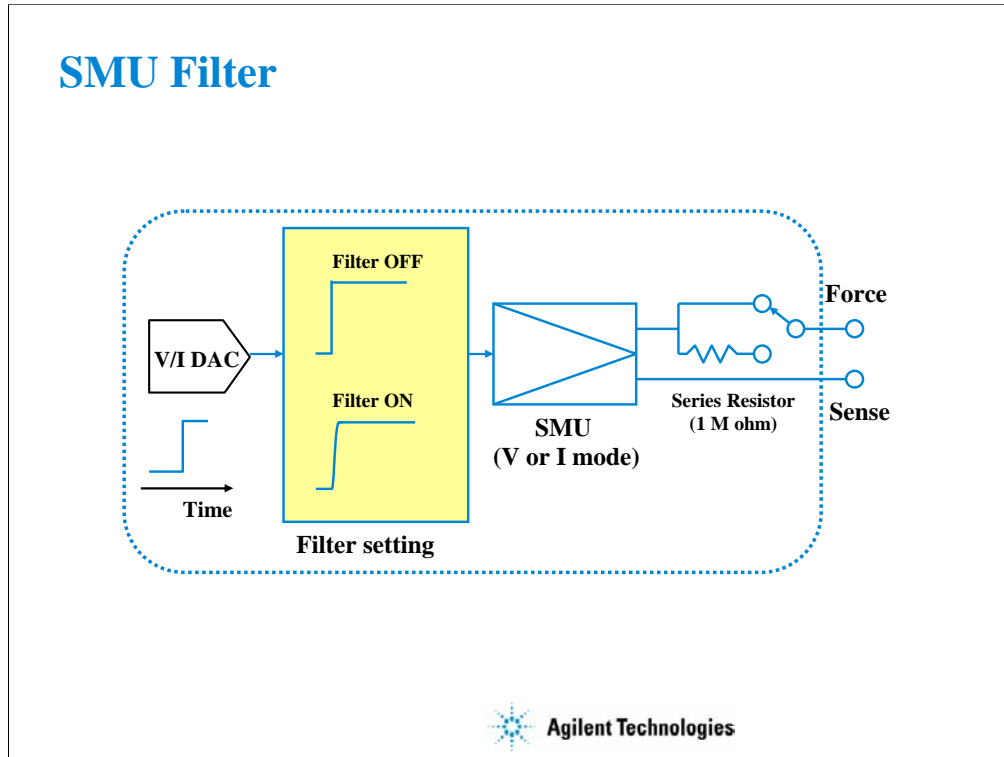 SMU Filter
Filter OFF
Force
V/I DAC
Filter ON
Series Resistor
(1 M ohm)
Sense
SMU
(V or I mode)
Time
Filter setting
Agilent Technologies